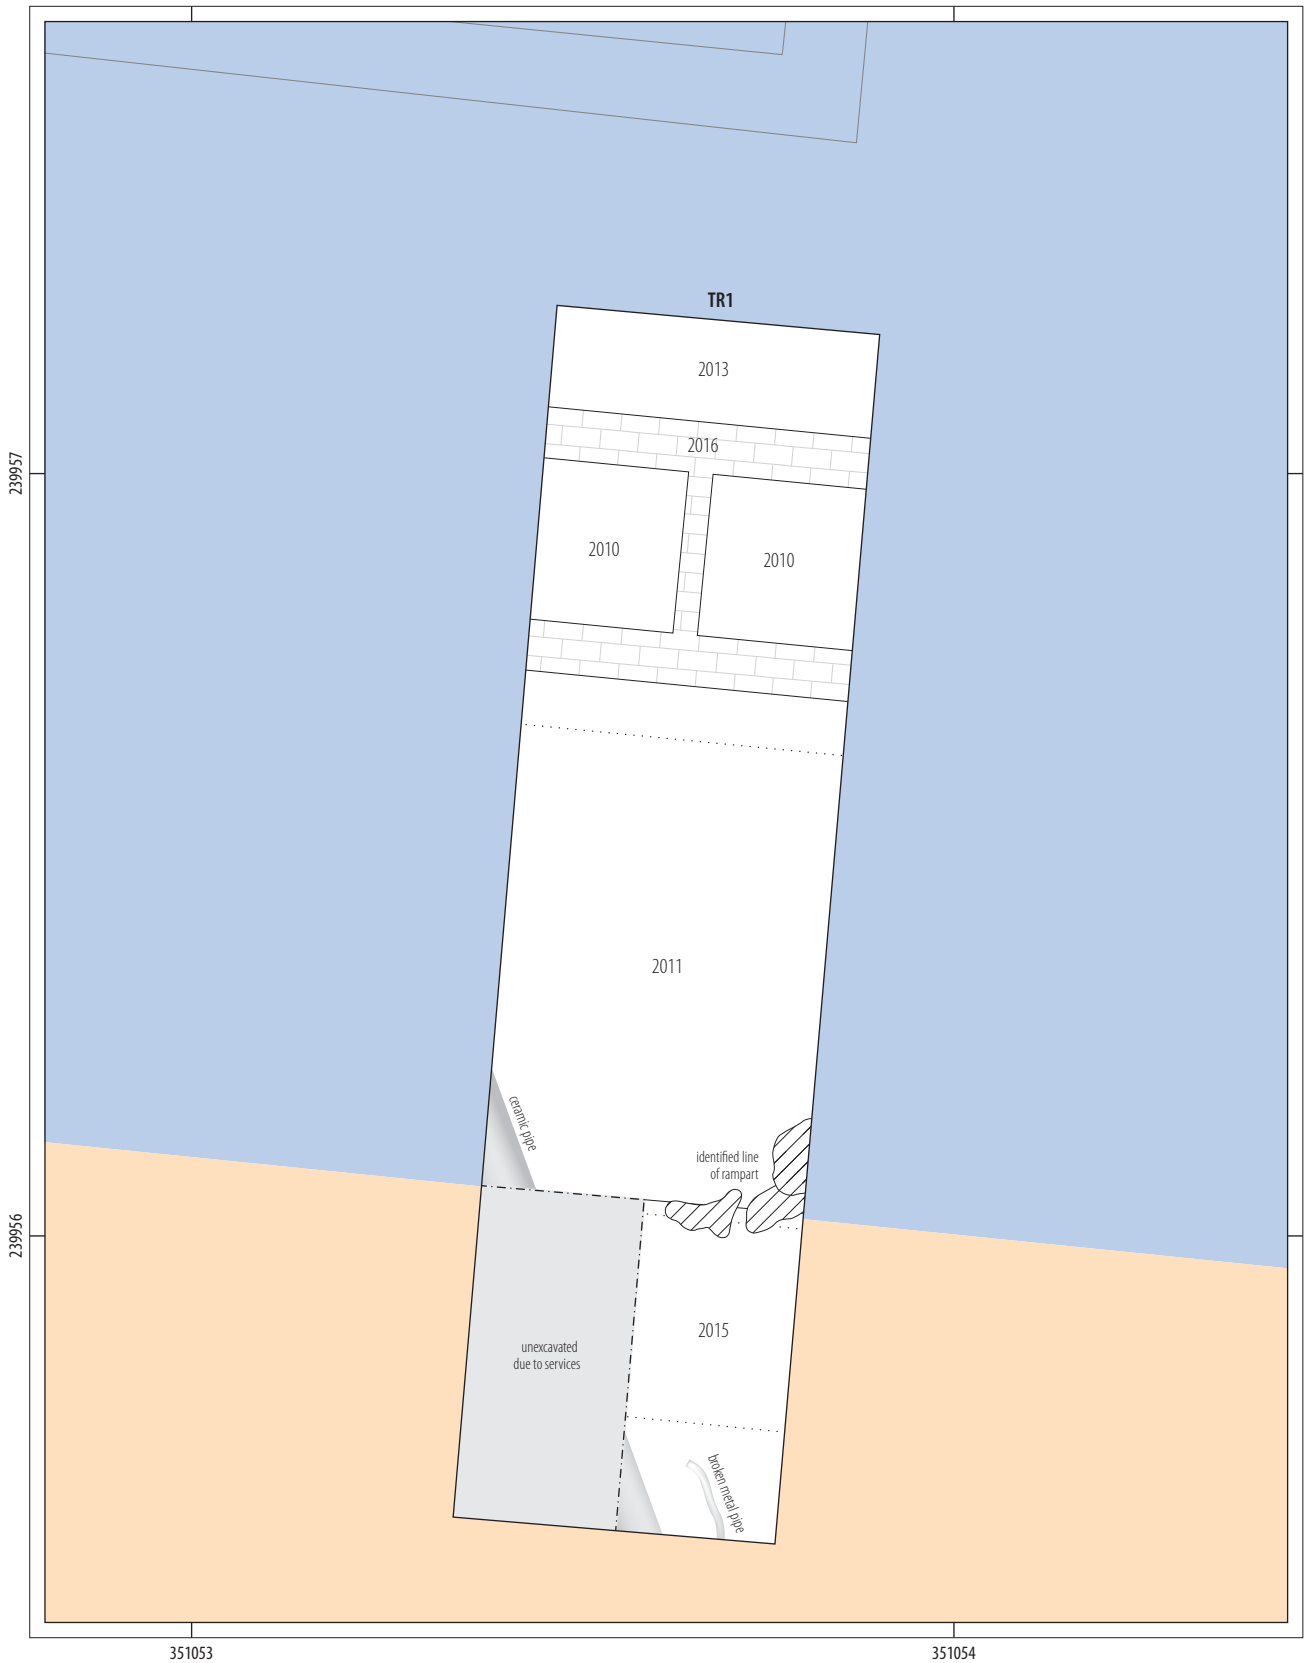 TR1
2013
2016
239957
2010
2010
2011
ceramic pipe
identified line
of rampart
239956
2015
unexcavated
due to services
broken metal pipe
351053
351054